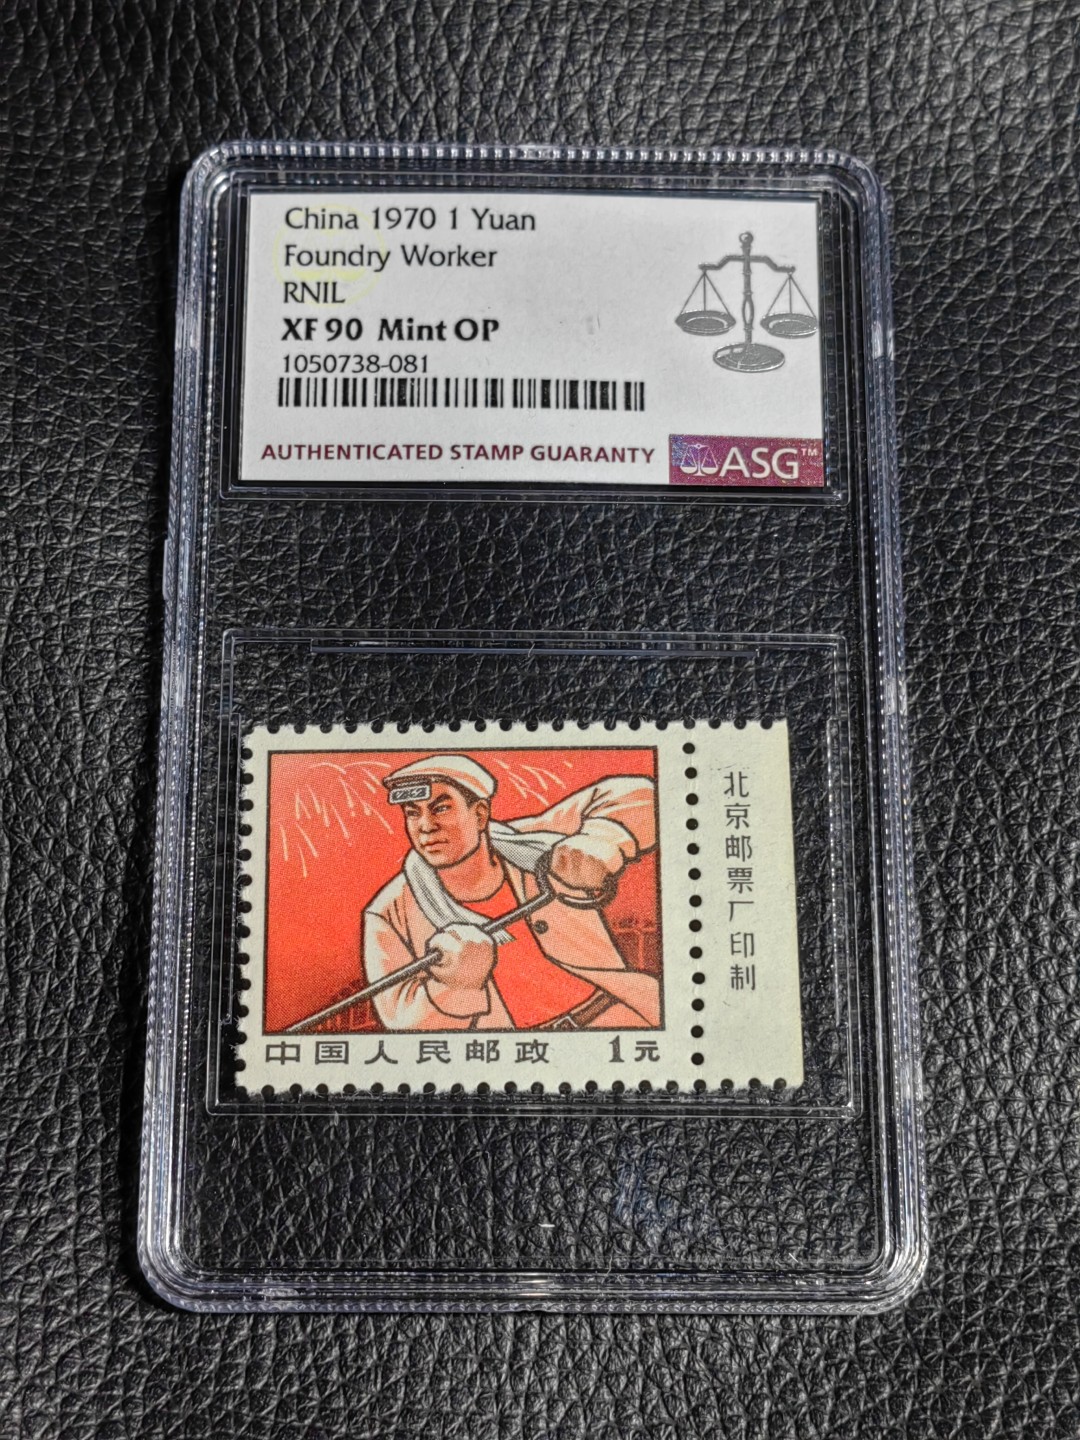 China 1970 1 Yuan
Foundry Worker
RNIL
XF 90 Mint OP
1050738-081
AUTHENTICATED STAMP GUARANTY
ASG™
北京邮票厂印制
中国人民邮政 1元